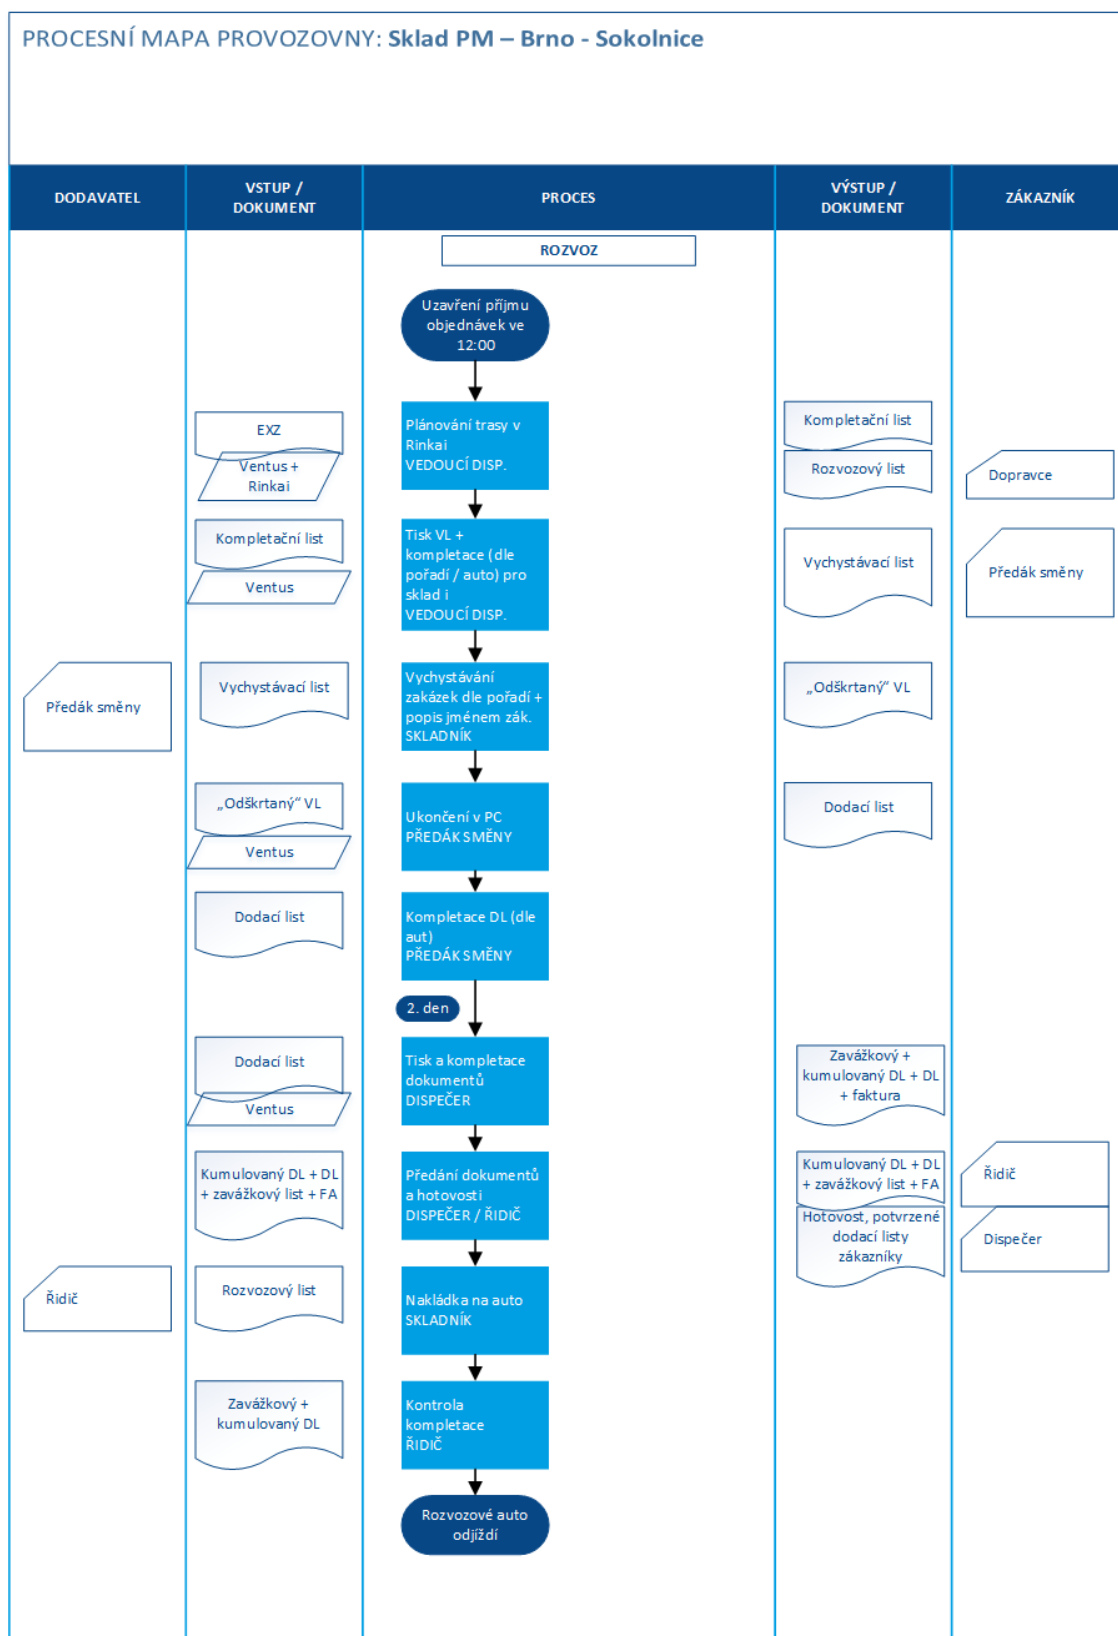 PROCESNÍ MAPA PROVOZOVNY: Sklad PM – Brno - Sokolnice
DODAVATEL
VSTUP /
DOKUMENT
PROCES
VÝSTUP /
DOKUMENT
ZÁKAZNÍK
ROZVOZ
Uzavření příjmu
objednávek ve
12:00
EXZ
Ventus +
Rinkai
Plánování trasy v
Rinkai
VEDOUCÍ DISP.
Kompletační list
Rozvozový list
Dopravce
Kompletační list
Ventus
Tisk VL +
kompletace (dle
pořadí / auto) pro
sklad i
VEDOUCÍ DISP.
Vychystávací list
Předák směny
Předák směny
Vychystávací list
Vychystávání
zakázek dle pořadí +
popis jménem zák.
SKLADNÍK
„Odškrtaný“ VL
„Odškrtaný“ VL
Ventus
Ukončení v PC
PŘEDÁK SMĚNY
Dodací list
Dodací list
Kompletace DL (dle
aut)
PŘEDÁK SMĚNY
2. den
Dodací list
Ventus
Tisk a kompletace
dokumentů
DISPEČER
Zavážkový +
kumulovaný DL + DL
+ faktura
Kumulovaný DL + DL
+ zavážkový list + FA
Předání dokumentů
a hotovosti
DISPEČER / ŘIDIČ
Kumulovaný DL + DL
+ zavážkový list + FA
Hotovost, potvrzené
dodací listy
zákazníky
Řidič
Dispečer
Řidič
Rozvozový list
Nakládka na auto
SKLADNÍK
Zavážkový +
kumulovaný DL
Kontrola
kompletace
ŘIDIČ
Rozvozové auto
odjíždí